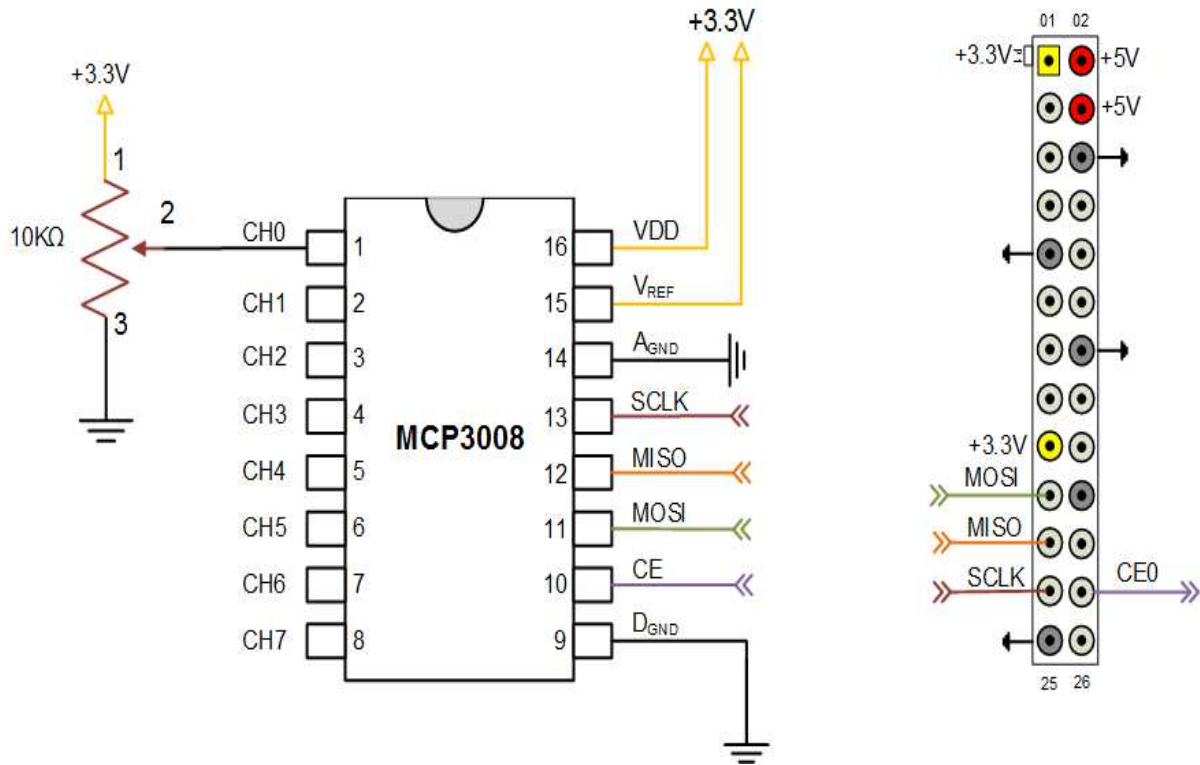 +3.3V
01 02
+3.3V
+5V
+3.3V
+5V
1
10KΩ
2
3
CH0
CH1
CH2
CH3
CH4
CH5
CH6
CH7
1
2
3
4
5
6
7
8
MCP3008
16
15
14
13
12
11
10
9
VDD
VREF
AGND
SCLK
MISO
MOSI
CE
DGND
+3.3V
MOSI
MISO
SCLK
CE0
25 26